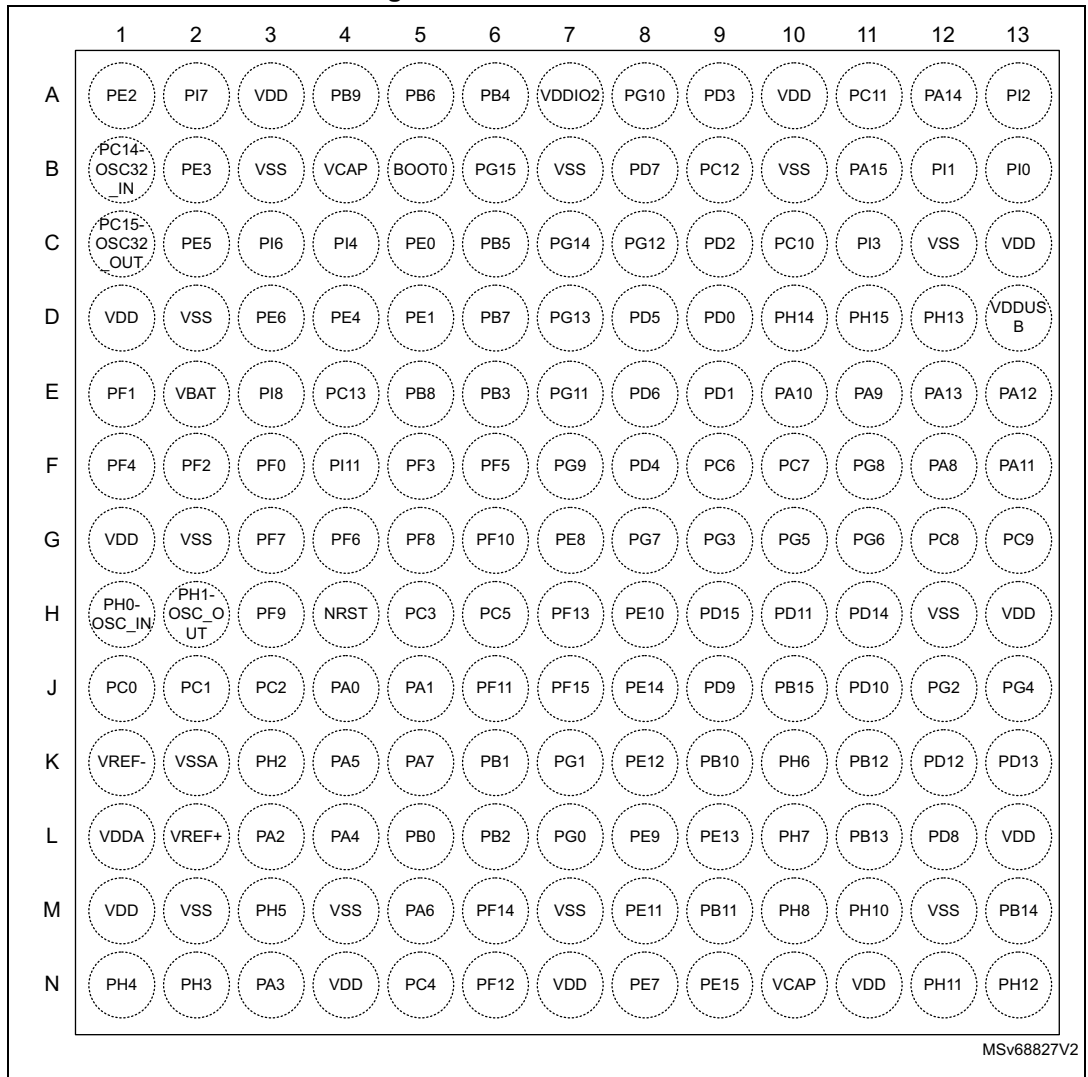 1 2 3 4 5 6 7 8 9 10 11 12 13
A PE2 PI7 VDD PB9 PB6 PB4 VDDIO2 PG10 PD3 VDD PC11 PA14 PI2
B PC14-OSC32_IN PE3 VSS VCAP BOOT0 PG15 VSS PD7 PC12 VSS PA15 PI1 PI0
C PC15-OSC32_OUT PE5 PI6 PI4 PE0 PB5 PG14 PG12 PD2 PC10 PI3 VSS VDD
D VDD VSS PE6 PE4 PE1 PB7 PG13 PD5 PD0 PH14 PH15 PH13 VDDUSB
E PF1 VBAT PI8 PC13 PB8 PB3 PG11 PD6 PD1 PA10 PA9 PA13 PA12
F PF4 PF2 PF0 PI11 PF3 PF5 PG9 PD4 PC6 PC7 PG8 PA8 PA11
G VDD VSS PF7 PF6 PF8 PF10 PE8 PG7 PG3 PG5 PG6 PC8 PC9
H PH0-OSC_IN PH1-OSC_OUT PF9 NRST PC3 PC5 PF13 PE10 PD15 PD11 PD14 VSS VDD
J PC0 PC1 PC2 PA0 PA1 PF11 PF15 PE14 PD9 PB15 PD10 PG2 PG4
K VREF- VSSA PH2 PA5 PA7 PB1 PG1 PE12 PB10 PH6 PB12 PD12 PD13
L VDDA VREF+ PA2 PA4 PB0 PB2 PG0 PE9 PE13 PH7 PB13 PD8 VDD
M VDD VSS PH5 VSS PA6 PF14 VSS PE11 PB11 PH8 PH10 VSS PB14
N PH4 PH3 PA3 VDD PC4 PF12 VDD PE7 PE15 VCAP VDD PH11 PH12
MSv68827V2